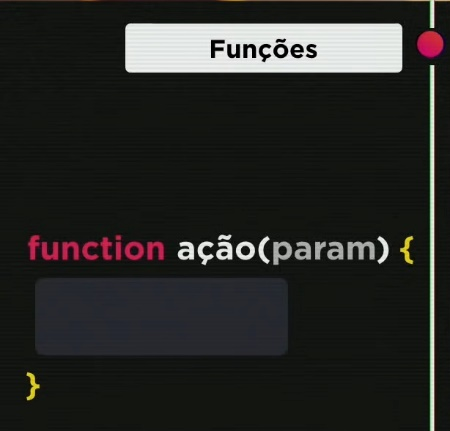 Funções
function ação(param) {
}